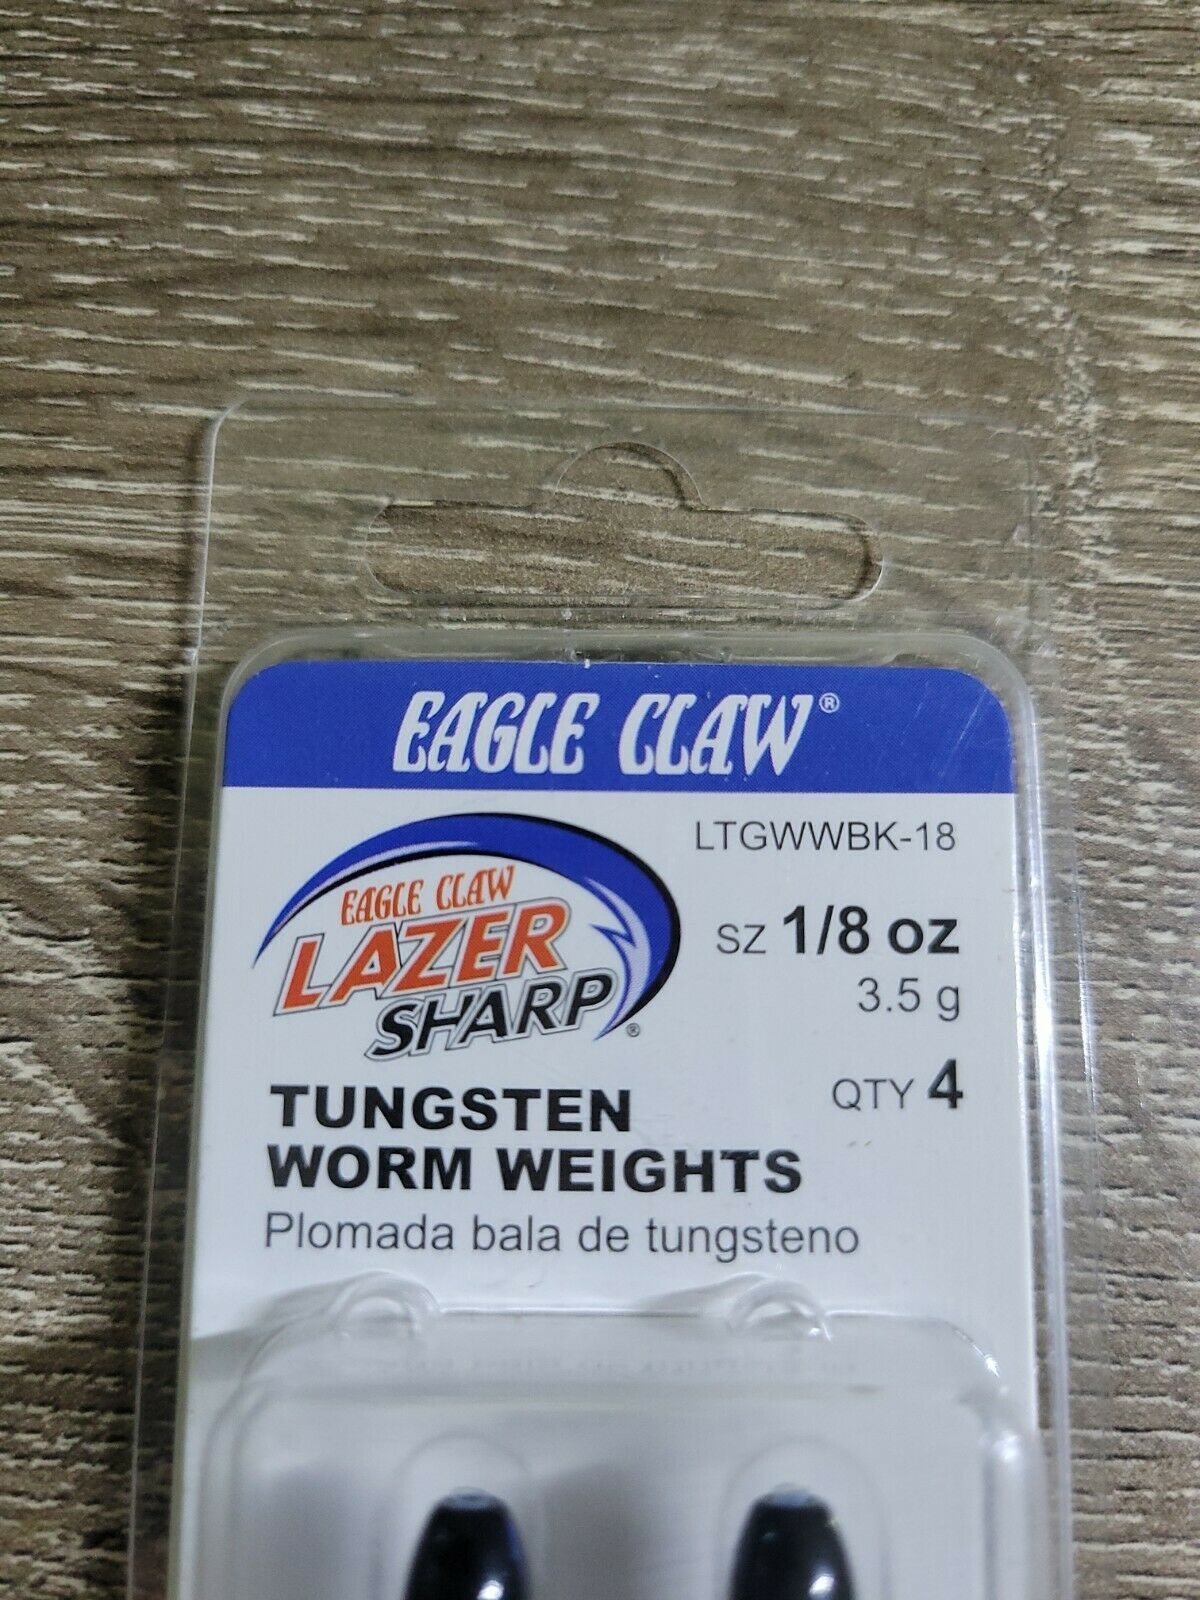 EAGLE CLAW®
EAGLE CLAW
LAZER
SHARP®
LTGWWBK-18
SZ 1/8 oz
3.5 g
QTY 4
TUNGSTEN
WORM WEIGHTS
Plomada bala de tungsteno